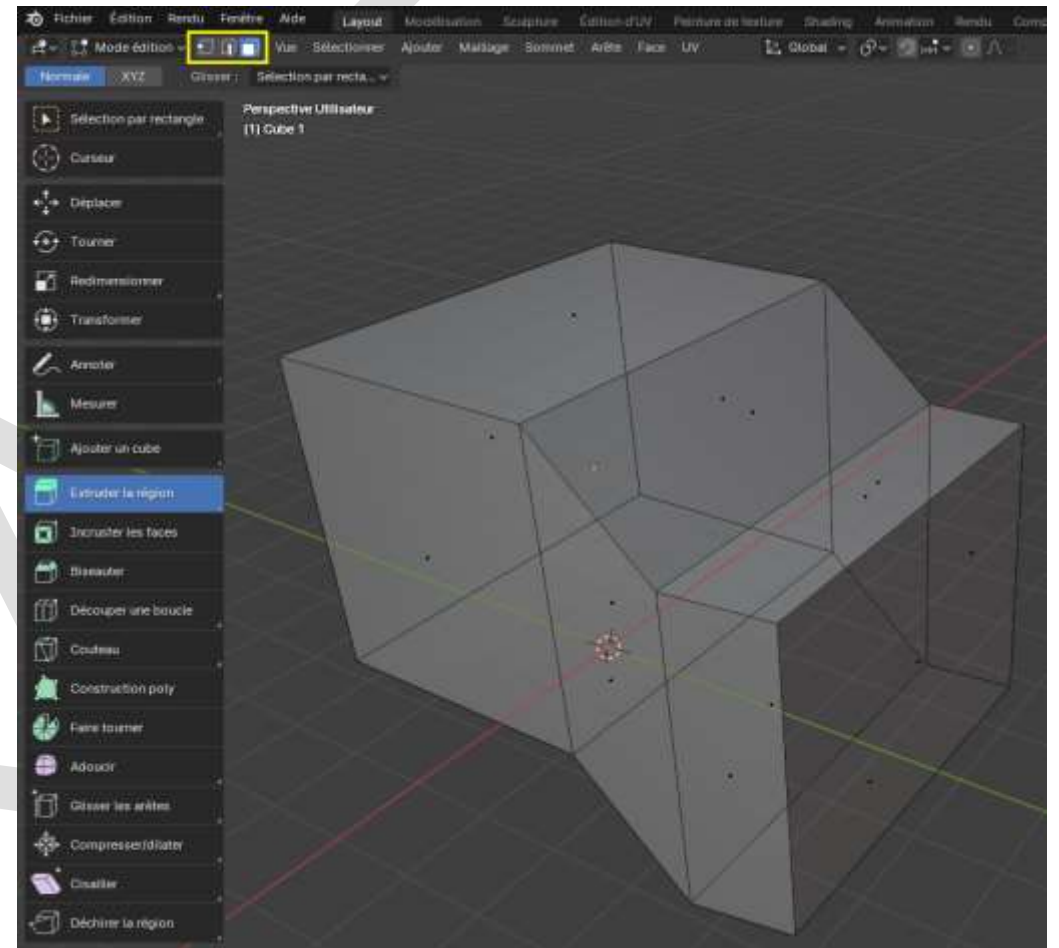 Fichier Édition Rendu Fenêtre Aide Layout Modélisation Sculpture Édition d'UV Peinture de texture Shading Animation Rendu
Mode édition Vue Sélectionner Ajouter Maillage Sommet Arête Face UV Global
Normale XYZ Glisser : Sélection par recta...
Perspective Utilisateur
(1) Cube 1
Sélection par rectangle
Curseur
Déplacer
Tourner
Redimensionner
Transformer
Annoter
Mesurer
Ajouter un cube
Extruder la région
Incruster les faces
Biseauter
Découper une boucle
Couteau
Construction poly
Faire tourner
Adoucir
Glisser les arêtes
Compresser/dilater
Cisailler
Déchirer la région